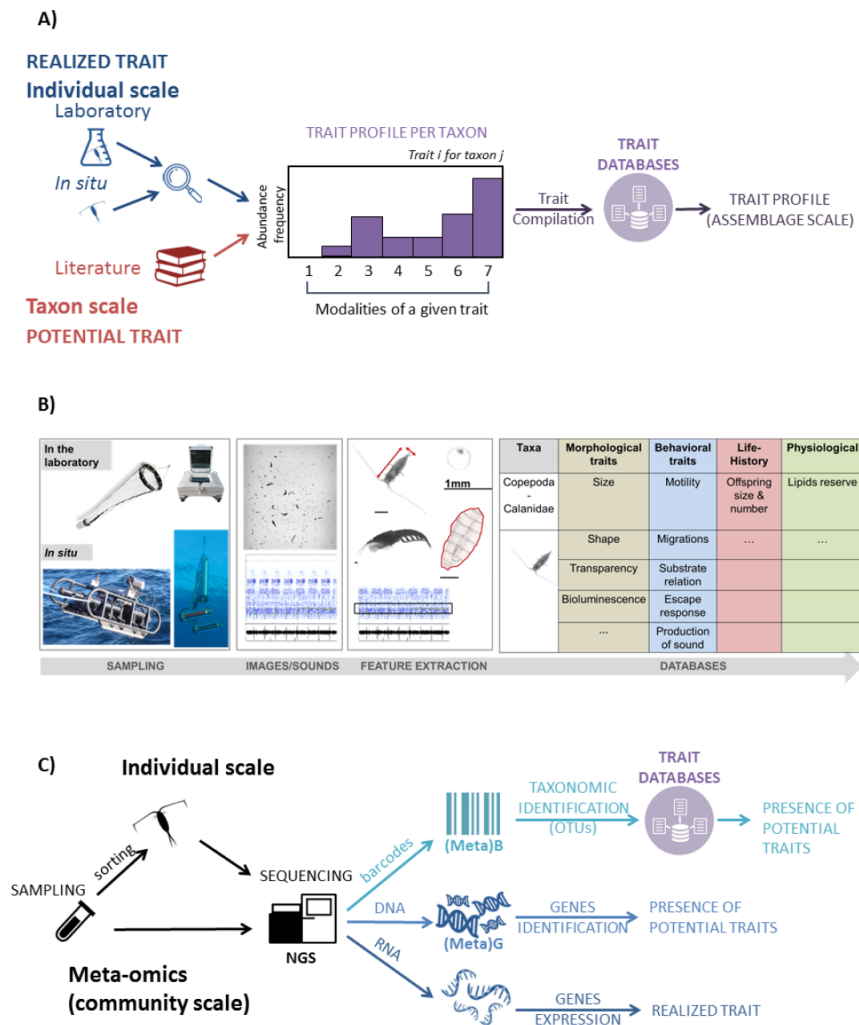 A)
REALIZED TRAIT
Individual scale
Laboratory
In situ
Literature
Taxon scale
POTENTIAL TRAIT
TRAIT PROFILE PER TAXON
Trait i for taxon j
Abundance
frequency
1 2 3 4 5 6 7
Modalities of a given trait
Trait
Compilation
TRAIT
DATABASES
TRAIT PROFILE
(ASSEMBLAGE SCALE)
B)
In the
laboratory
In situ
1mm
Taxa
Morphological
traits
Behavioral
traits
Life-
History
Physiological
Copepoda
-
Calanidae
Size
Motility
Offspring
size &
number
Lipids reserve
Shape
Migrations
...
...
Transparency
Substrate
relation
Bioluminescence
Escape
response
...
Production
of sound
SAMPLING
IMAGES/SOUNDS
FEATURE EXTRACTION
DATABASES
C)
Individual scale
SAMPLING
sorting
Meta-omics
(community scale)
SEQUENCING
NGS
barcodes
DNA
RNA
(Meta)B
TAXONOMIC
IDENTIFICATION
(OTUs)
TRAIT
DATABASES
PRESENCE OF
POTENTIAL
TRAITS
(Meta)G
GENES
IDENTIFICATION
PRESENCE OF
POTENTIAL TRAITS
GENES
EXPRESSION
REALIZED TRAIT